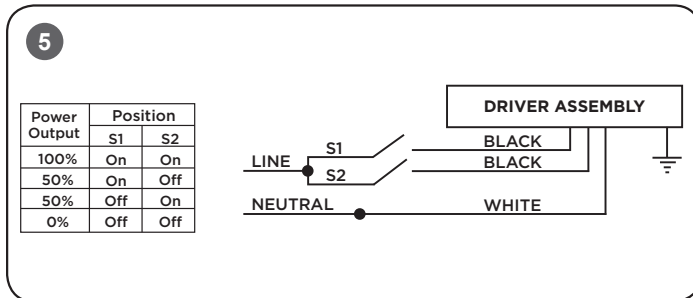 5
Power Output Position
S1 S2
100% On On
50% On Off
50% Off On
0% Off Off
DRIVER ASSEMBLY
S1 BLACK
LINE BLACK
S2
NEUTRAL WHITE